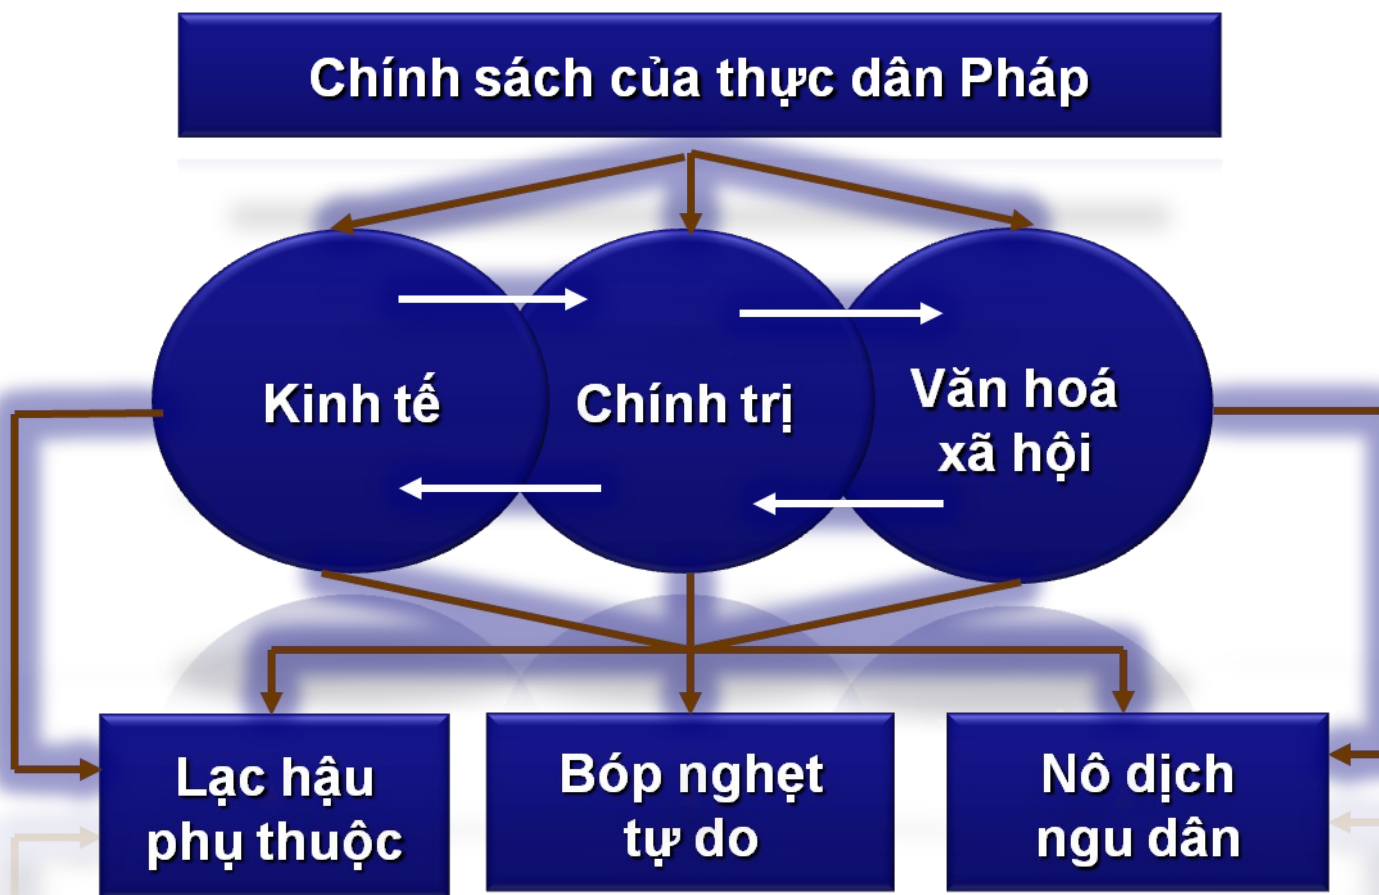 Chính sách của thực dân Pháp
Kinh tế
Chính trị
Văn hoá
xã hội
Lạc hậu
phụ thuộc
Bóp nghẹt
tự do
Nô dịch
ngu dân